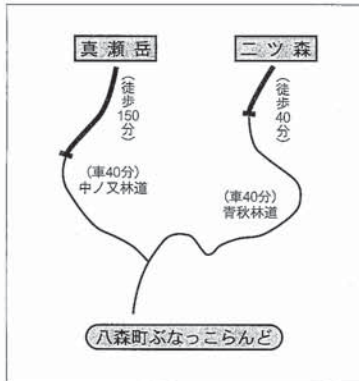 真瀬岳
二ツ森
(徒歩150分)
(徒歩40分)
(車40分)
中ノ又林道
(車40分)
青秋林道
八森町ぶなっこらんど